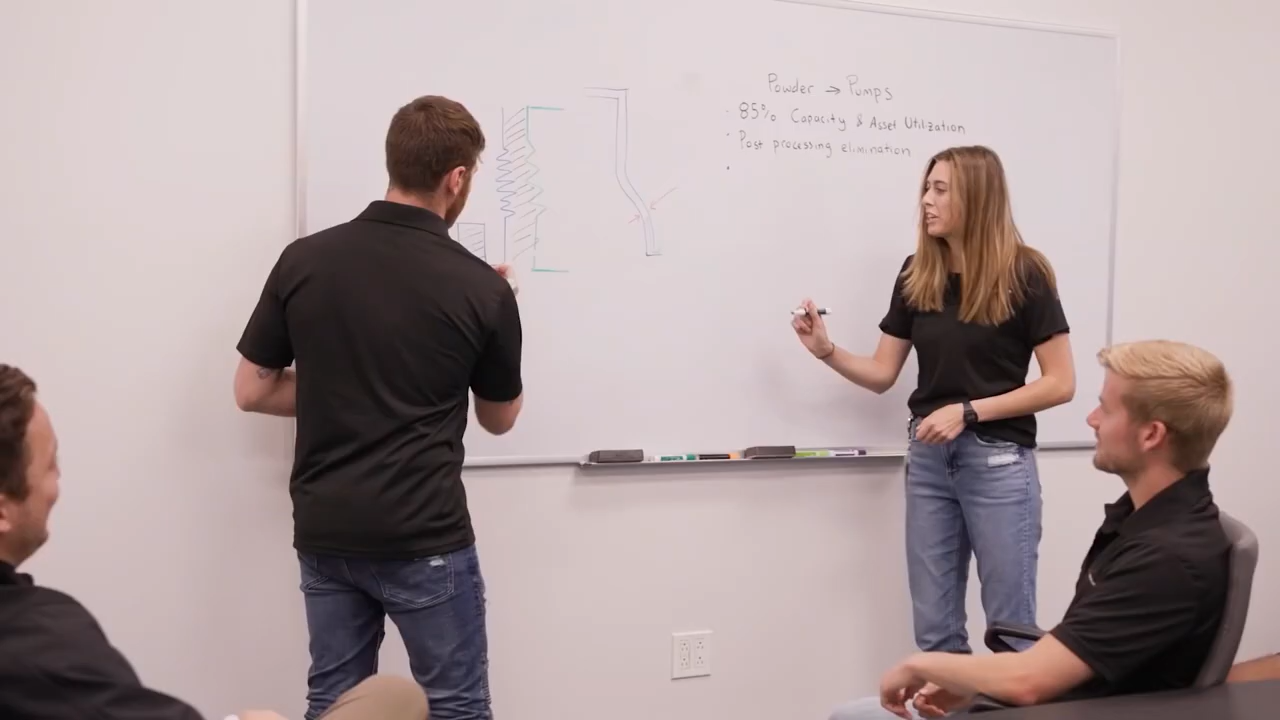 Powder → Pumps
- 85% Capacity & Asset Utilization
· Post processing elimination
·